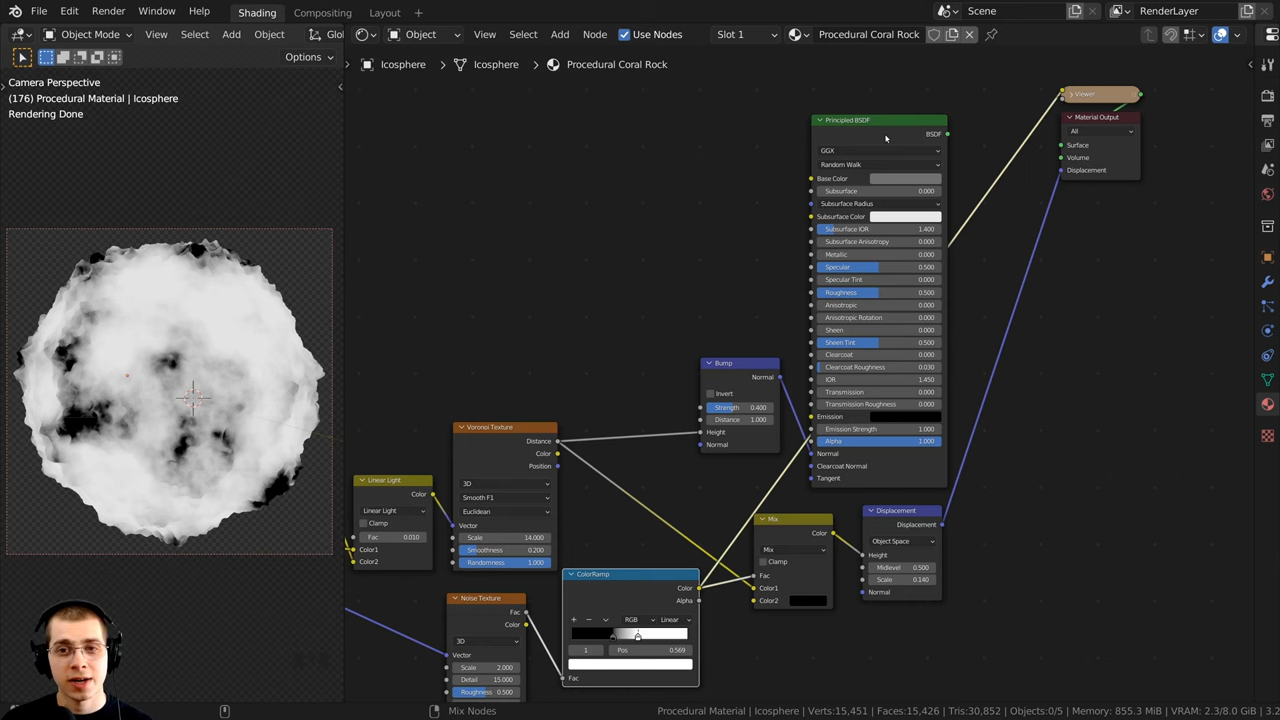 File Edit Render Window Help Shading Compositing Layout + Scene RenderLayer
Object Mode View Select Add Object Glo Object View Select Add Node Use Nodes Slot 1 Procedural Coral Rock
Options Icosphere Icosphere Procedural Coral Rock
Camera Perspective
(176) Procedural Material | Icosphere
Rendering Done
Viewer
Material Output
All
Surface
Volume
Displacement
Principled BSDF
BSDF
GGX
Random Walk
Base Color
Subsurface 0.000
Subsurface Radius
Subsurface Color
Subsurface IOR 1.400
Subsurface Anisotropy 0.000
Metallic 0.000
Specular 0.500
Specular Tint 0.000
Roughness 0.500
Anisotropic 0.000
Anisotropic Rotation 0.000
Sheen 0.000
Sheen Tint 0.500
Clearcoat 0.000
Clearcoat Roughness 0.030
IOR 1.450
Transmission 0.000
Transmission Roughness 0.000
Emission
Emission Strength 1.000
Alpha 1.000
Normal
Clearcoat Normal
Tangent
Bump
Normal
Invert
Strength 0.400
Distance 1.000
Height
Normal
Voronoi Texture
Distance
Color
Position
3D
Smooth F1
Euclidean
Vector
Scale 14.000
Smoothness 0.200
Randomness 1.000
Linear Light
Color
Linear Light
Clamp
Fac 0.010
Color1
Color2
Mix
Color
Mix
Clamp
Fac
Color1
Color2
Displacement
Displacement
Object Space
Height
Midlevel 0.500
Scale 0.140
Normal
ColorRamp
Color
Alpha
+ − RGB Linear
1 Pos 0.569
Fac
Noise Texture
Fac
Color
3D
Vector
Scale 2.000
Detail 15.000
Roughness 0.500
Mix Nodes Procedural Material | Icosphere | Verts:15,451 | Faces:15,426 | Tris:30,852 | Objects:0/5 | Memory: 855.3 MiB | VRAM: 2.3/8.0 GiB | 3.2